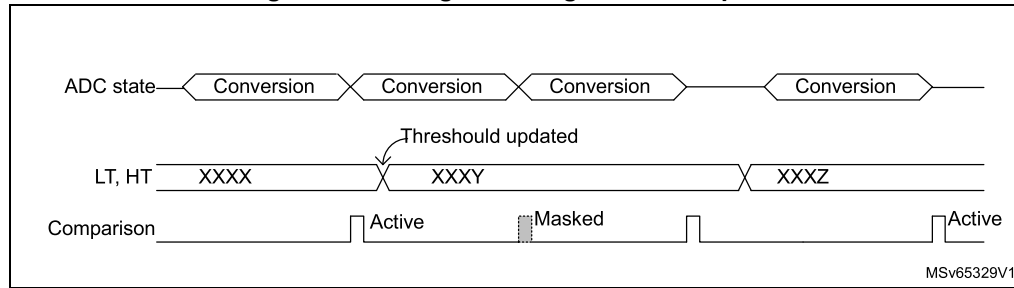 ADC state Conversion Conversion Conversion Conversion
Threshould updated
LT, HT XXXX XXXY XXXZ
Comparison Active Masked Active
MSv65329V1